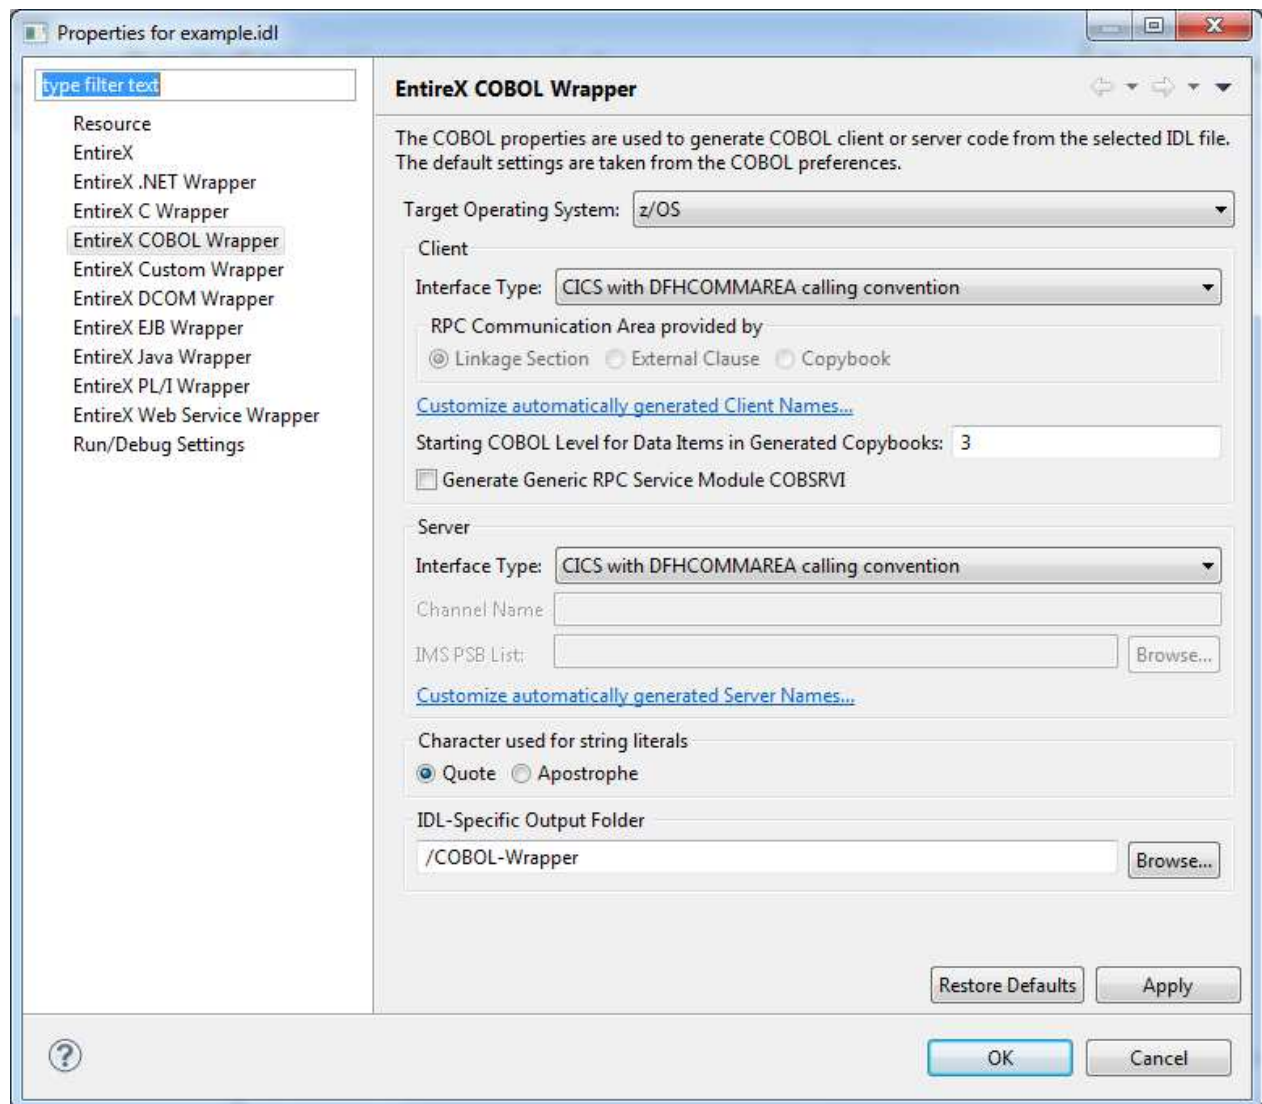 Properties for example.idl
type filter text
Resource
EntireX
EntireX .NET Wrapper
EntireX C Wrapper
EntireX COBOL Wrapper
EntireX Custom Wrapper
EntireX DCOM Wrapper
EntireX EJB Wrapper
EntireX Java Wrapper
EntireX PL/I Wrapper
EntireX Web Service Wrapper
Run/Debug Settings
EntireX COBOL Wrapper
The COBOL properties are used to generate COBOL client or server code from the selected IDL file.
The default settings are taken from the COBOL preferences.
Target Operating System: z/OS
Client
Interface Type: CICS with DFHCOMMAREA calling convention
RPC Communication Area provided by
Linkage Section External Clause Copybook
Customize automatically generated Client Names...
Starting COBOL Level for Data Items in Generated Copybooks: 3
Generate Generic RPC Service Module COBSRVI
Server
Interface Type: CICS with DFHCOMMAREA calling convention
Channel Name
IMS PSB List: Browse...
Customize automatically generated Server Names...
Character used for string literals
Quote Apostrophe
IDL-Specific Output Folder
/COBOL-Wrapper Browse...
Restore Defaults Apply
? OK Cancel